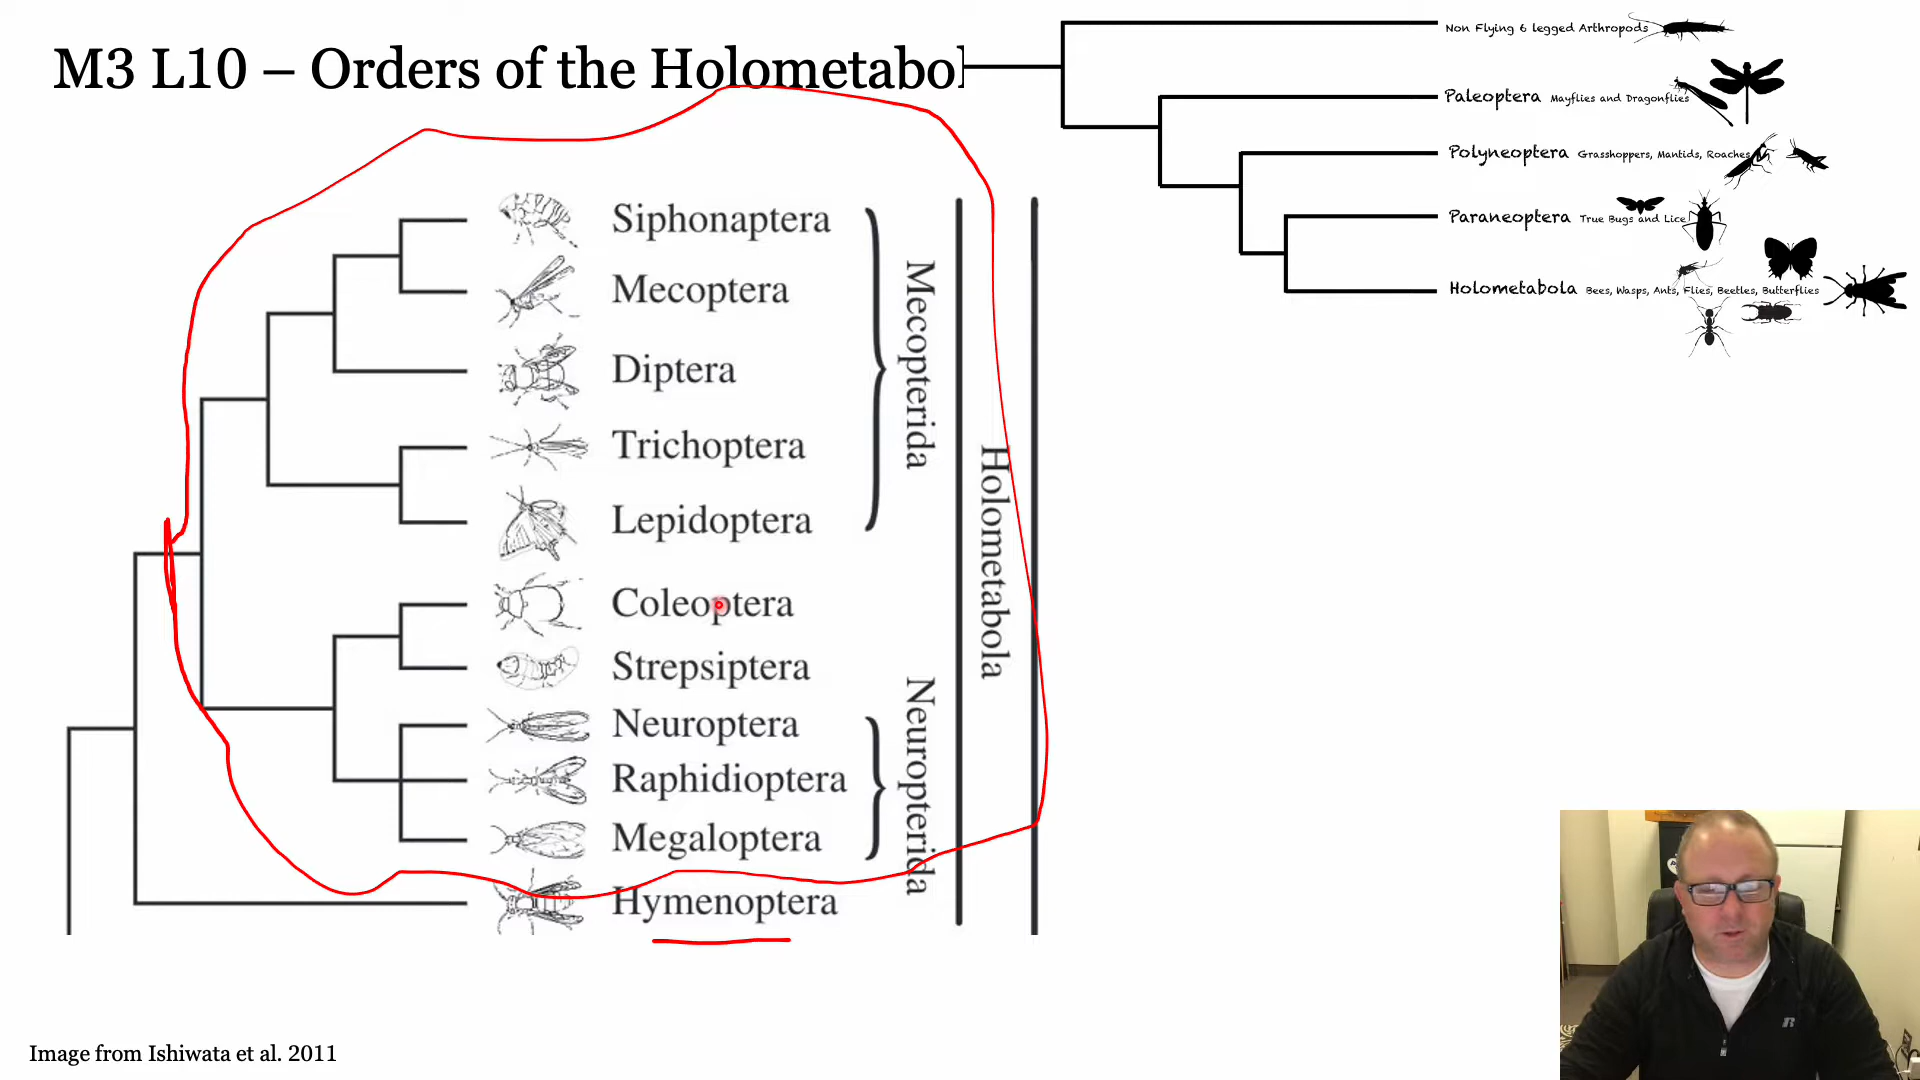 M3 L10 – Orders of the Holometabol
Non Flying 6 legged Arthropods
Paleoptera Mayflies and Dragonflies
Polyneoptera Grasshoppers, Mantids, Roaches
Paraneoptera True Bugs and Lice
Holometabola Bees, Wasps, Ants, Flies, Beetles, Butterflies
Siphonaptera
Mecoptera
Diptera
Trichoptera
Lepidoptera
Coleoptera
Strepsiptera
Neuroptera
Raphidioptera
Megaloptera
Hymenoptera
Mecopterida
Neuropterida
Holometabola
Image from Ishiwata et al. 2011